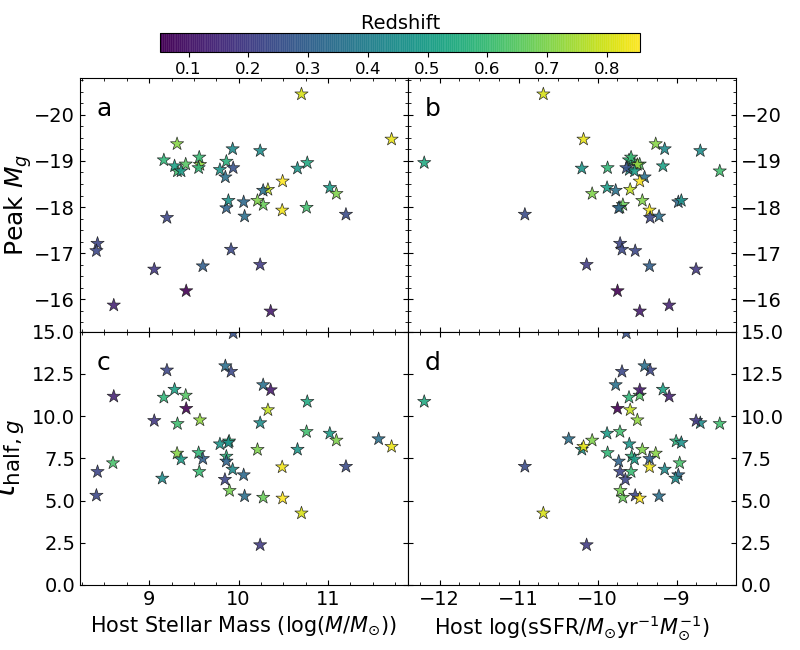 Redshift
0.1 0.2 0.3 0.4 0.5 0.6 0.7 0.8
a
b
Peak M_g
−20
−19
−18
−17
−16
−20
−19
−18
−17
−16
c
d
t_half, g
15.0
12.5
10.0
7.5
5.0
2.5
0.0
15.0
12.5
10.0
7.5
5.0
2.5
0.0
9 10 11
−12 −11 −10 −9
Host Stellar Mass (log(M/M_⊙))
Host log(sSFR/M_⊙yr⁻¹M_⊙⁻¹)